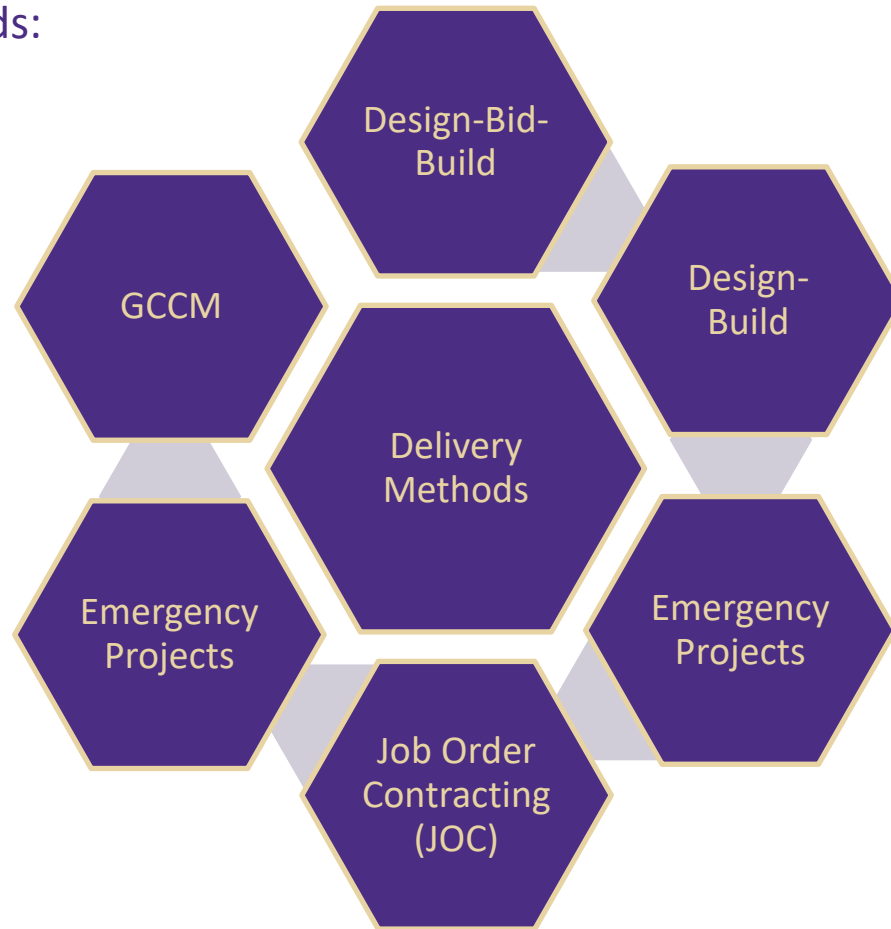 ds:
Design-Bid-
Build
GCCM
Design-
Build
Delivery
Methods
Emergency
Projects
Emergency
Projects
Job Order
Contracting
(JOC)